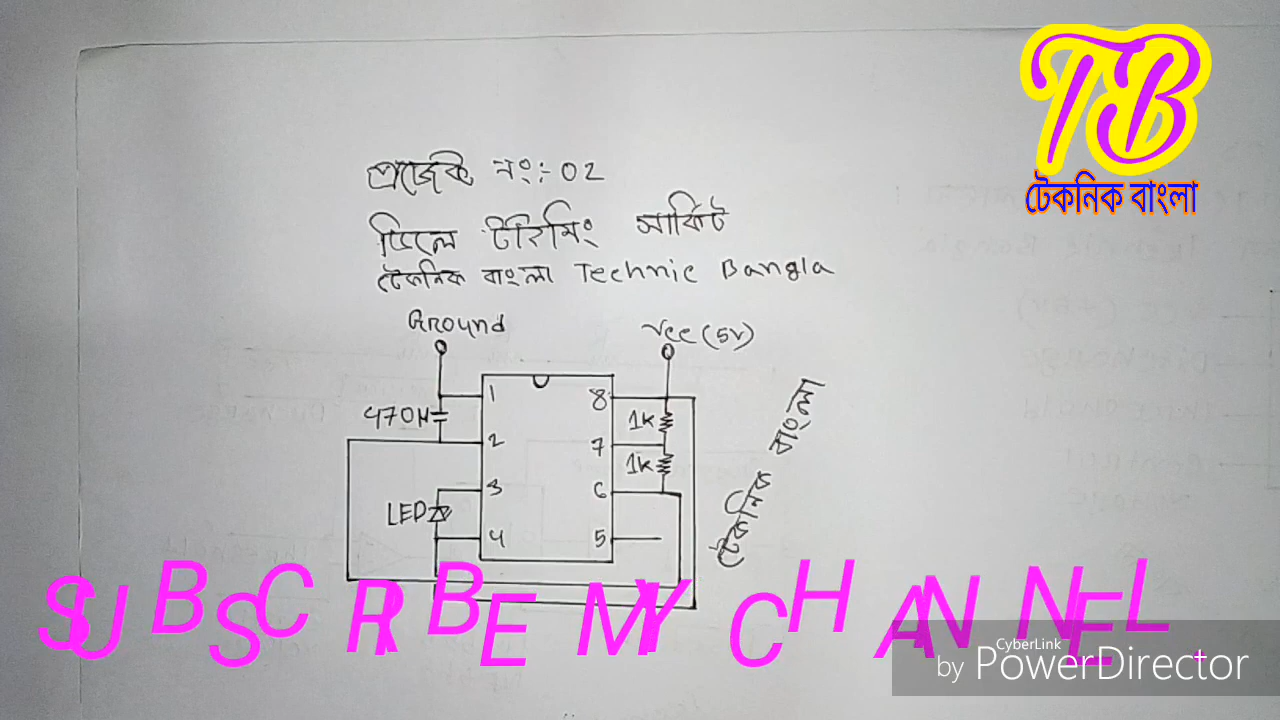 TB
টেকনিক বাংলা
প্রজেক্ট নং:- 02
ডিলে টাইমিং সার্কিট
টেকনিক বাংলা Technic Bangla
Ground
Vcc (5V)
1
8
470µ
1K
2
7
1K
3
6
LED
4
5
টেকনিক বাংলা
SUBSCRIBE MY CHANNEL.
CyberLink
by PowerDirector